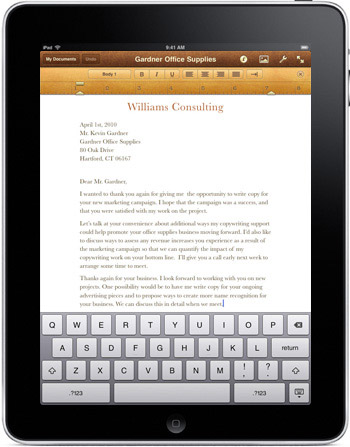 iPad 9:41 AM
My Documents Undo Gardner Office Supplies
Body 1 B I U
Williams Consulting
April 1st, 2010
Mr. Kevin Gardner
Gardner Office Supplies
80 Oak Drive
Hartford, CT 06167
Dear Mr. Gardner,
I wanted to thank you again for giving me the opportunity to write copy for
your new marketing campaign. I hope that the campaign was a success, and
that you were satisfied with my work on the project.
Let's talk at your convenience about additional ways my copywriting support
could help promote your office supplies business moving forward. I'd also like
to discuss ways to assess any revenue increases you experience as a result of
the marketing campaign so that we can quantify the impact of my
copywriting work on your bottom line. I'll give you a call early next week to
arrange some time to meet.
Thanks again for your business. I look forward to working with you on new
projects. One possibility would be to have me write copy for your ongoing
advertising pieces and to propose ways to create more name recognition for
your business. We can discuss this in detail when we meet.
Q W E R T Y U I O P
A S D F G H J K L return
Z X C V B N M ! , ? .
.?123 .?123